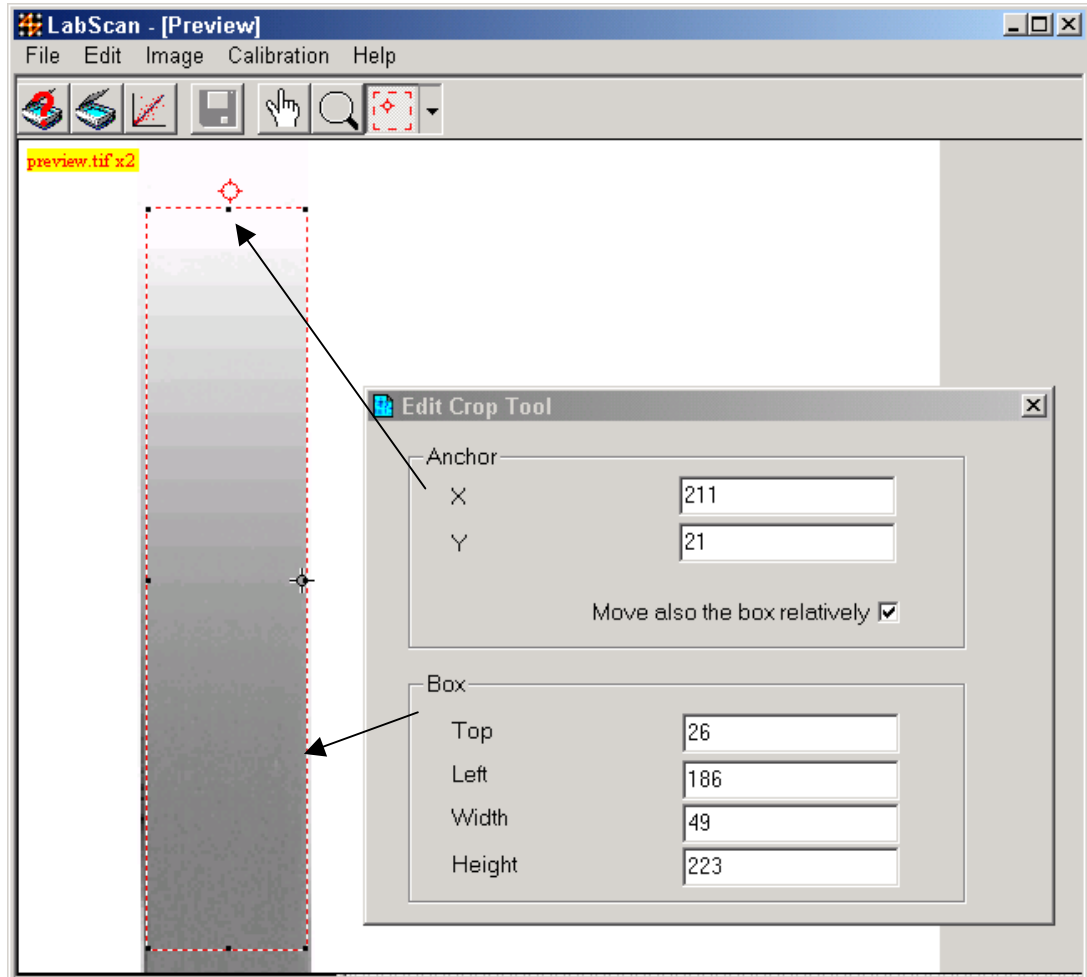 LabScan - [Preview]
File Edit Image Calibration Help
preview.tif x2
Edit Crop Tool
Anchor
X 211
Y 21
Move also the box relatively
Box
Top 26
Left 186
Width 49
Height 223